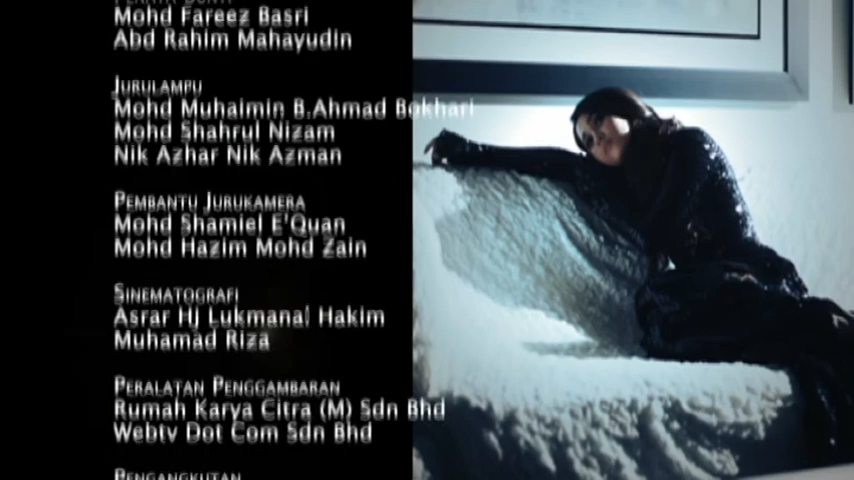 Mohd Fareez Basri
Abd Rahim Mahayudin
Jurulampu
Mohd Muhaimin B.Ahmad Bokhari
Mohd Shahrul Nizam
Nik Azhar Nik Azman
Pembantu Jurukamera
Mohd Shamiel E'Quan
Mohd Hazim Mohd Zain
Sinematografi
Asrar Hj Lukmanal Hakim
Muhamad Riza
Peralatan Penggambaran
Rumah Karya Citra (M) Sdn Bhd
Webtv Dot Com Sdn Bhd
Pengangkutan